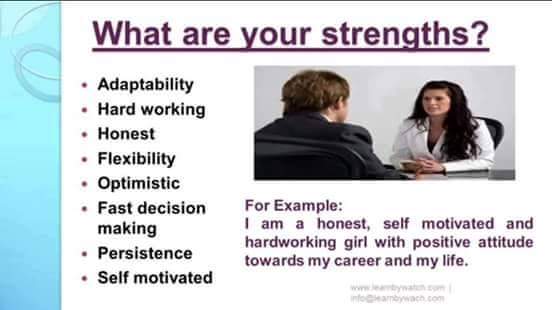 What are your strengths?
Adaptability
Hard working
Honest
Flexibility
Optimistic
Fast decision
making
Persistence
Self motivated
For Example:
I am a honest, self motivated and
hardworking girl with positive attitude
towards my career and my life.
www.learnbywatch.com |
info@learnbywach.com